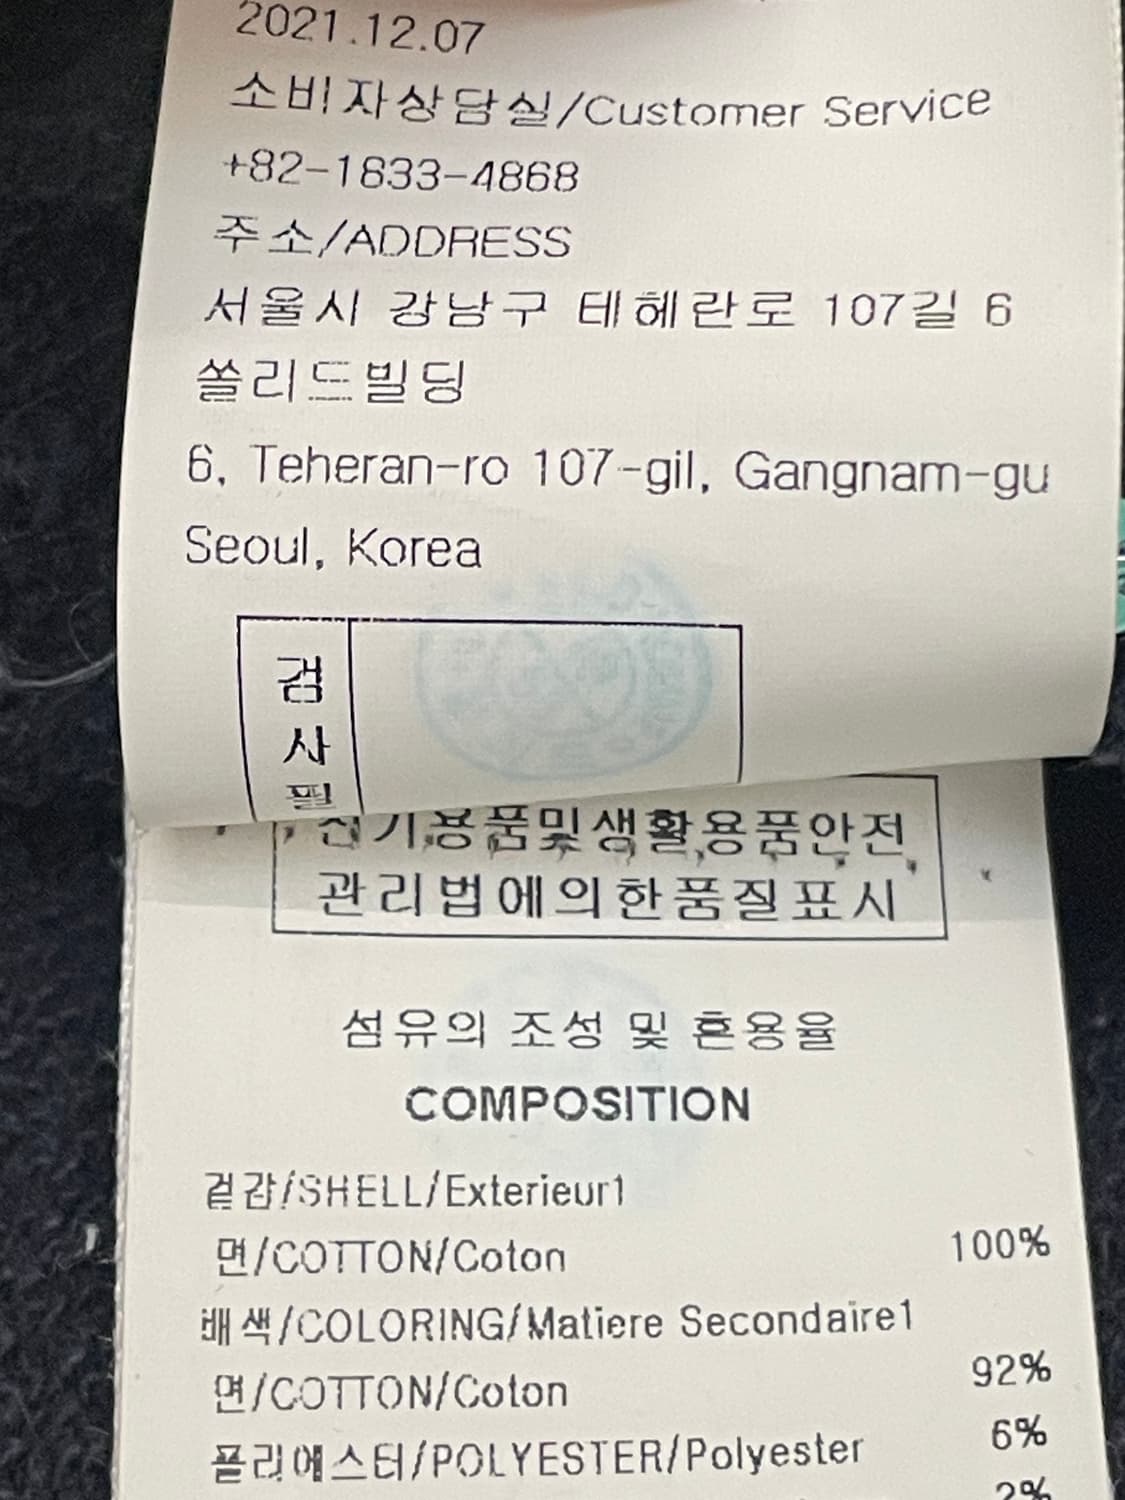 2021.12.07
소비자상담실/Customer Service
+82-1833-4868
주소/ADDRESS
서울시 강남구 테헤란로 107길 6
쏠리드빌딩
6, Teheran-ro 107-gil, Gangnam-gu
Seoul, Korea
검
사
필
전기용품및생활용품안전
관리법에의한품질표시
섬유의 조성 및 혼용율
COMPOSITION
겉감/SHELL/Exterieur1
면/COTTON/Coton 100%
배색/COLORING/Matiere Secondaire1
면/COTTON/Coton 92%
폴리에스터/POLYESTER/Polyester 6%
2%